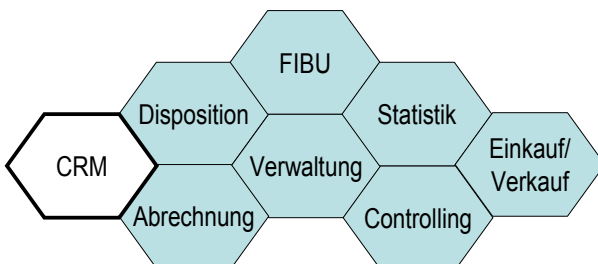 FIBU
Disposition
Statistik
CRM
Verwaltung
Einkauf/
Verkauf
Abrechnung
Controlling